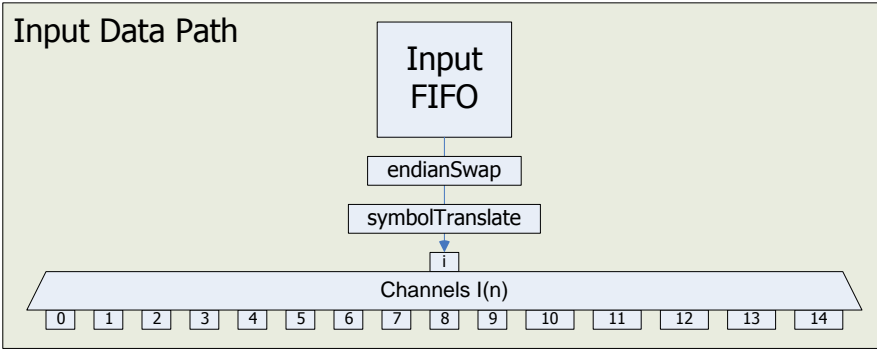 Input Data Path
Input
FIFO
endianSwap
symbolTranslate
i
Channels I(n)
0 1 2 3 4 5 6 7 8 9 10 11 12 13 14